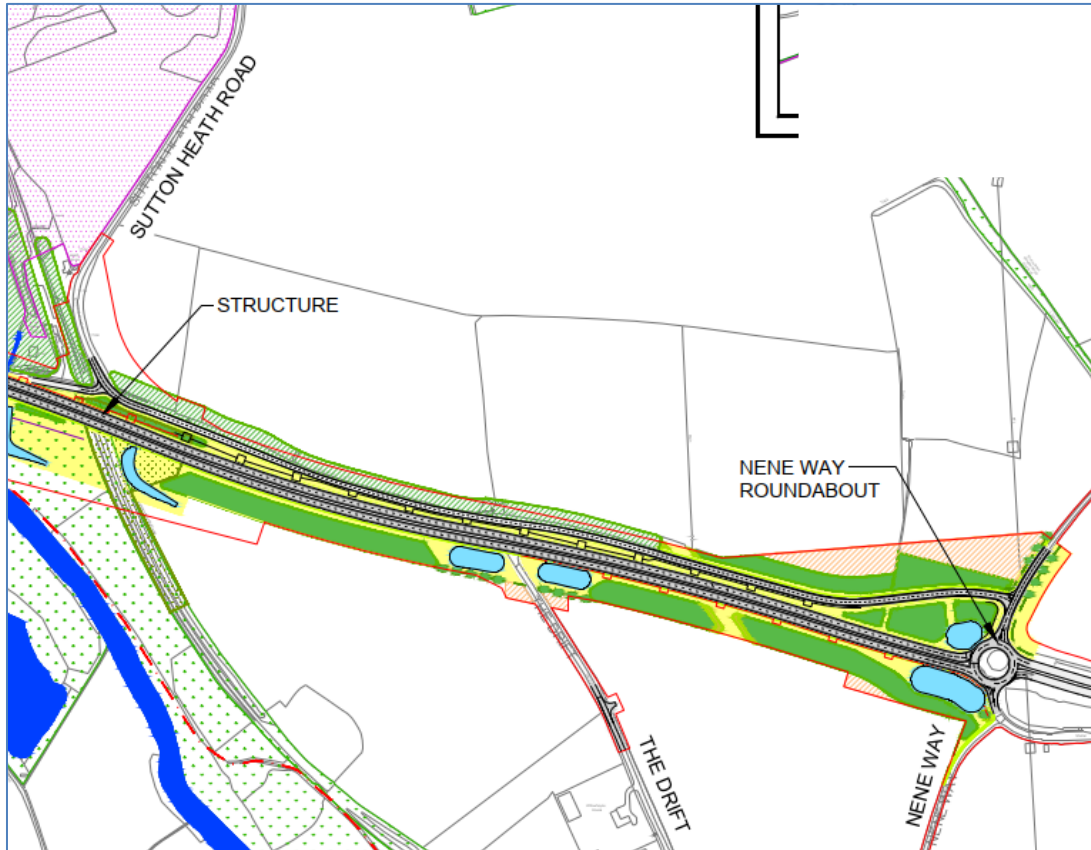 SUTTON HEATH ROAD
STRUCTURE
NENE WAY
ROUNDABOUT
THE DRIFT
NENE WAY